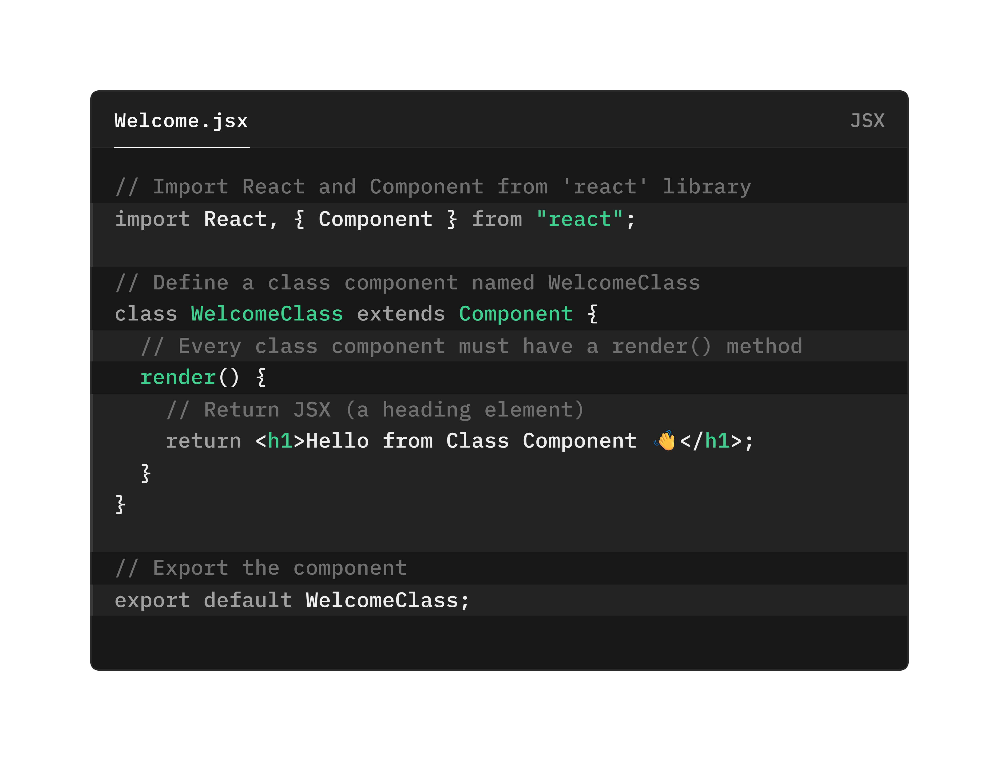 Welcome.jsx JSX
// Import React and Component from 'react' library
import React, { Component } from "react";
// Define a class component named WelcomeClass
class WelcomeClass extends Component {
  // Every class component must have a render() method
  render() {
    // Return JSX (a heading element)
    return <h1>Hello from Class Component 👋</h1>;
  }
}
// Export the component
export default WelcomeClass;